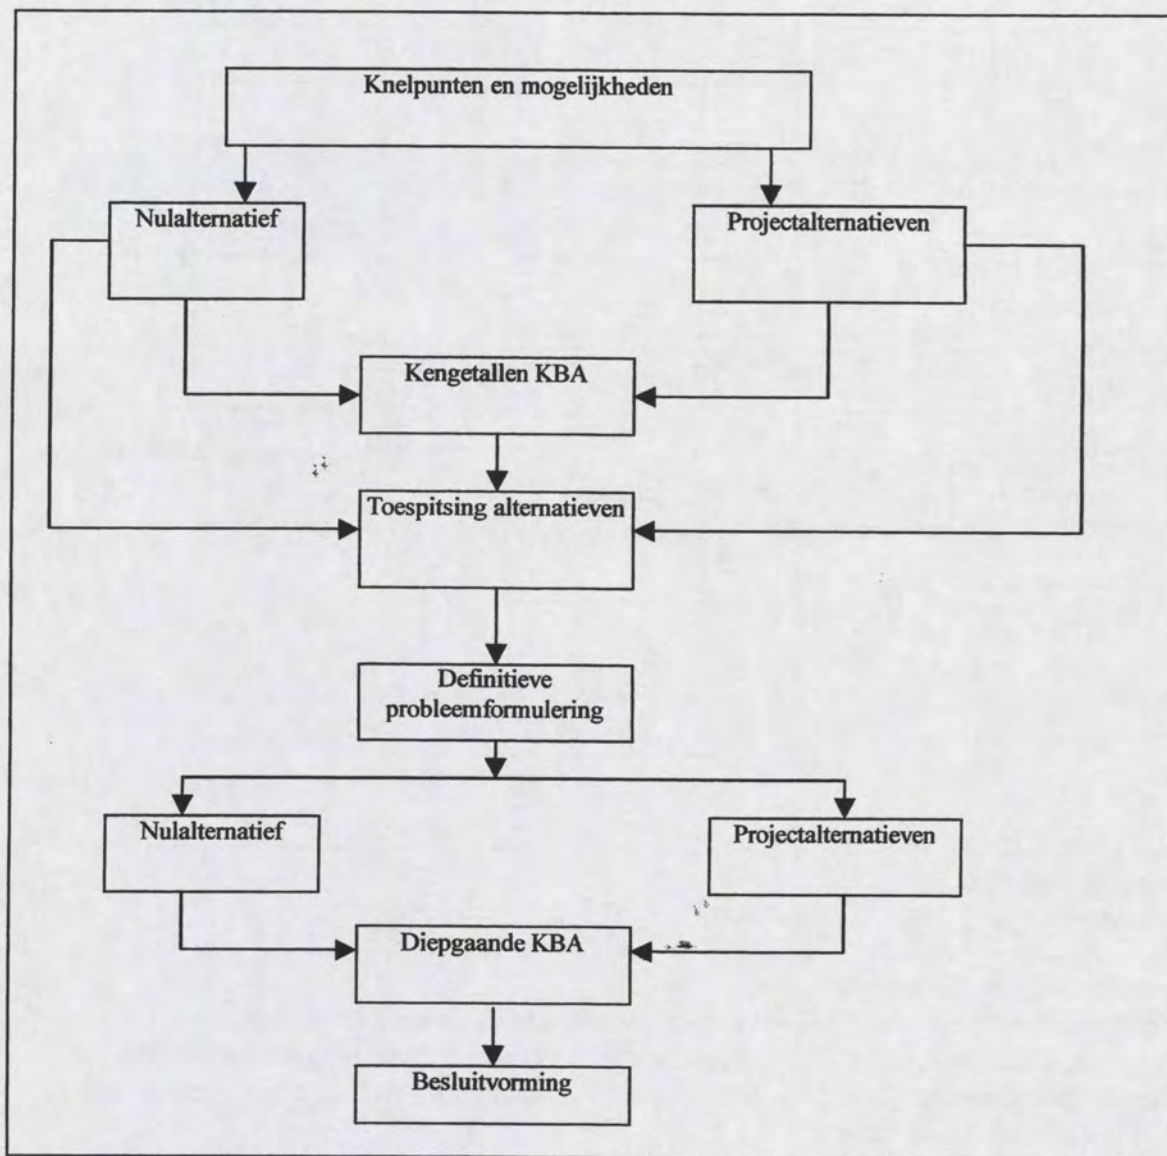 Knelpunten en mogelijkheden
Nulalternatief
Projectalternatieven
Kengetallen KBA
Toespitsing alternatieven
Definitieve
probleemformulering
Nulalternatief
Projectalternatieven
Diepgaande KBA
Besluitvorming